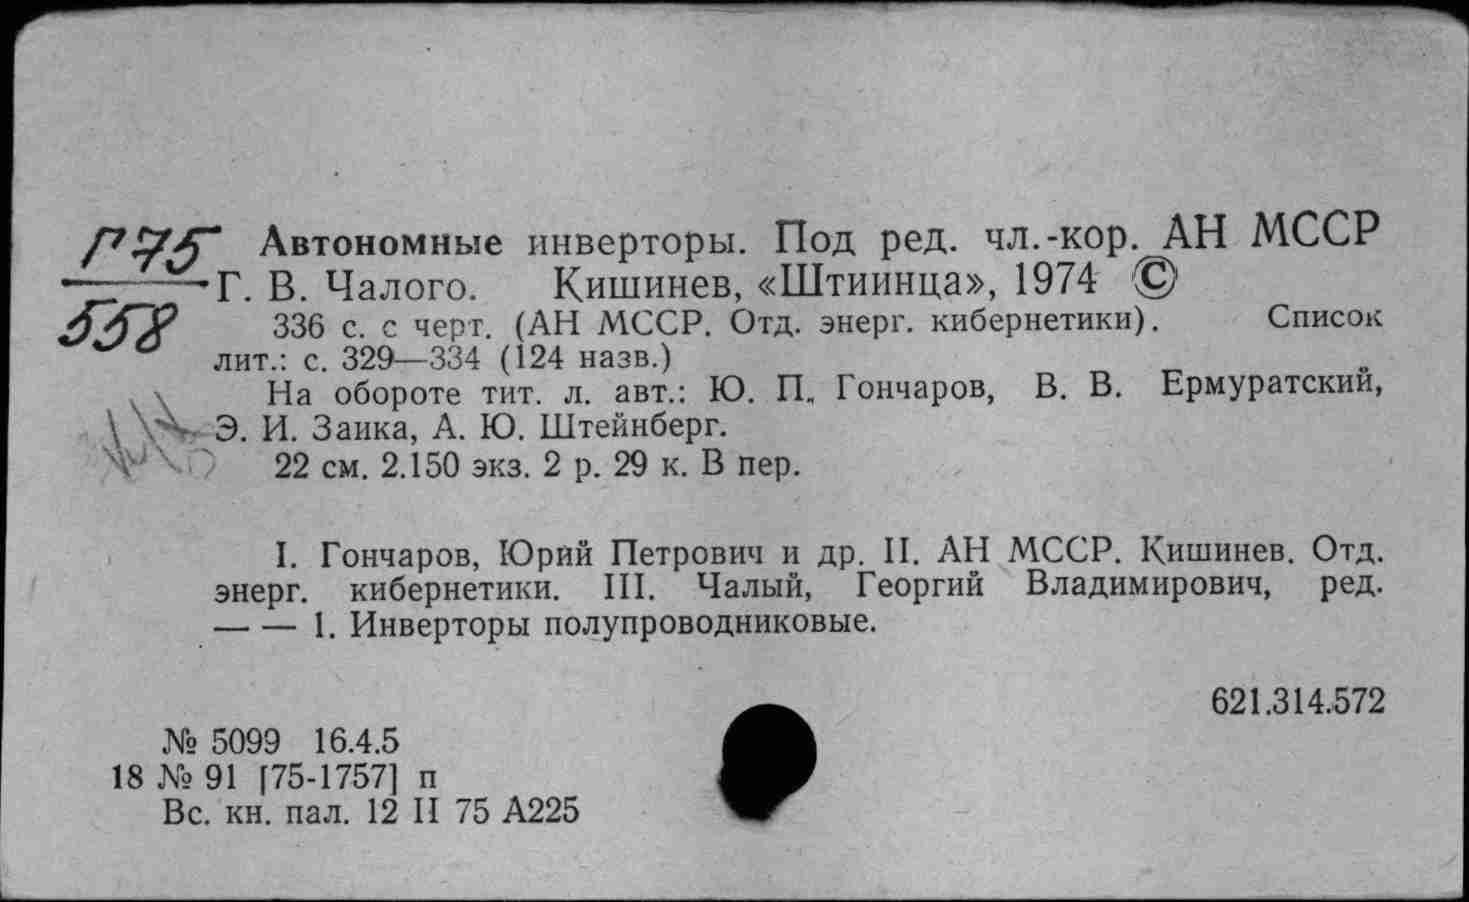 Г75 Автономные инверторы. Под ред. чл.-кор. АН МССР
Г. В. Чалого. Кишинев, «Штиинца», 1974 ©
558 336 с. с черт. (АН МССР. Отд. энерг. кибернетики). Список
лит.: с. 329—334 (124 назв.)
На обороте тит. л. авт.: Ю. П. Гончаров, В. В. Ермуратский,
Э. И. Заика, А. Ю. Штейнберг.
22 см. 2.150 экз. 2 р. 29 к. В пер.
I. Гончаров, Юрий Петрович и др. II. АН МССР. Кишинев. Отд.
энерг. кибернетики. III. Чалый, Георгий Владимирович, ред.
— — 1. Инверторы полупроводниковые.
621.314.572
№ 5099 16.4.5
18 № 91 [75-1757] п
Вс. кн. пал. 12 II 75 А225